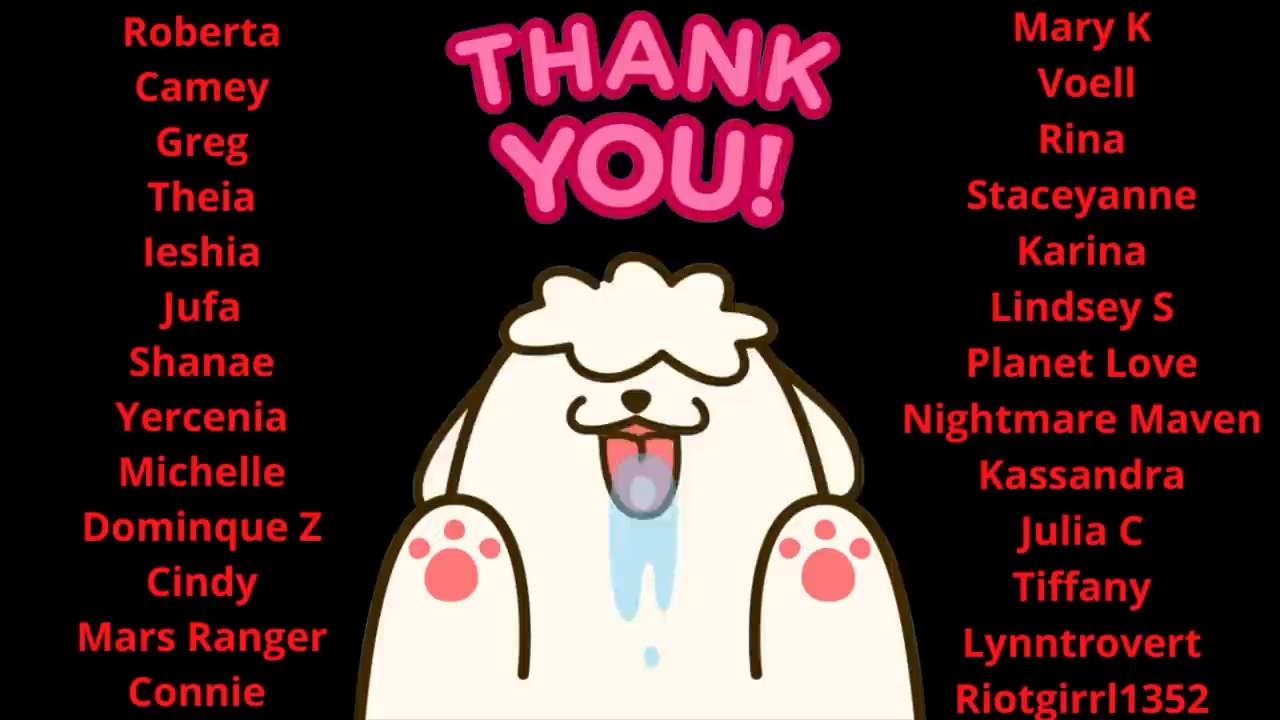 Roberta
Camey
Greg
Theia
Ieshia
Jufa
Shanae
Yercenia
Michelle
Dominque Z
Cindy
Mars Ranger
Connie
THANK
YOU!
Mary K
Voell
Rina
Staceyanne
Karina
Lindsey S
Planet Love
Nightmare Maven
Kassandra
Julia C
Tiffany
Lynntrovert
Riotgirrl1352